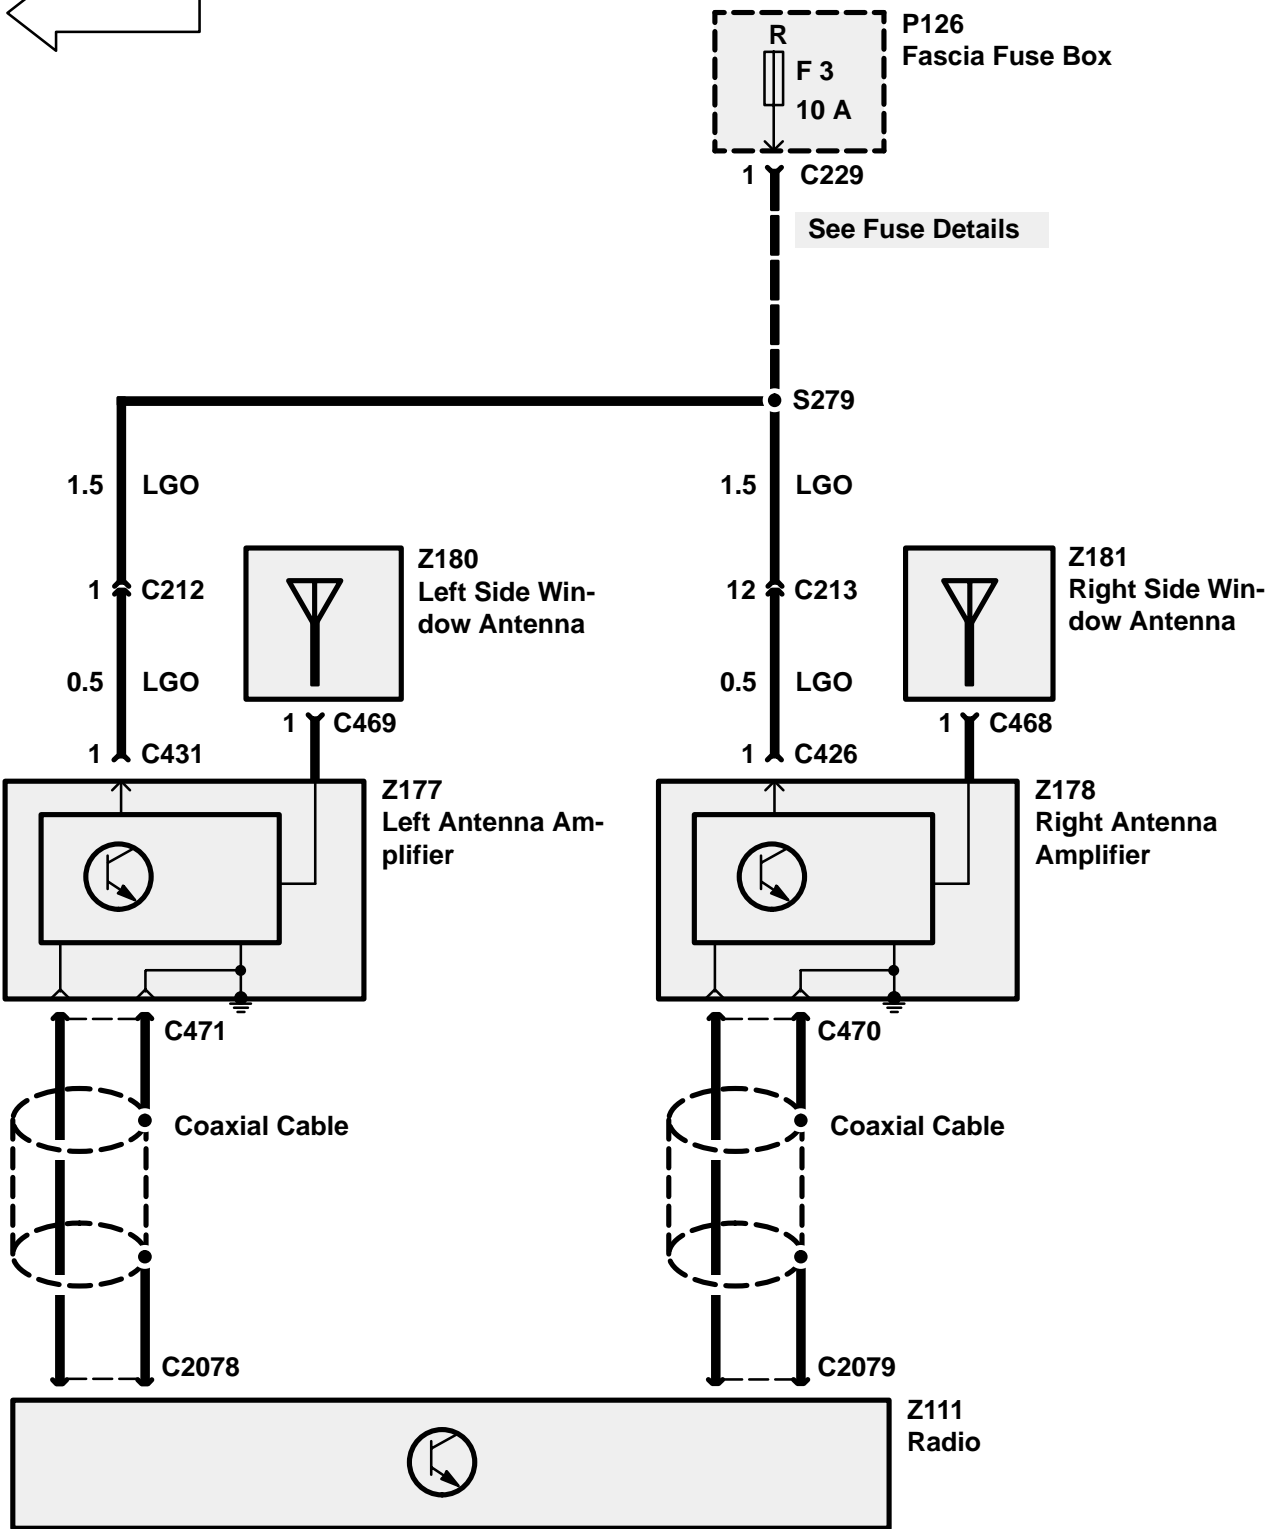 P126
Fascia Fuse Box
R
F 3
10 A
1 C229
See Fuse Details
S279
1.5 LGO
1.5 LGO
Z180
Left Side Win-
dow Antenna
Z181
Right Side Win-
dow Antenna
1 C212
12 C213
0.5 LGO
0.5 LGO
1 C469
1 C468
1 C431
1 C426
Z177
Left Antenna Am-
plifier
Z178
Right Antenna
Amplifier
C471
C470
Coaxial Cable
Coaxial Cable
C2078
C2079
Z111
Radio